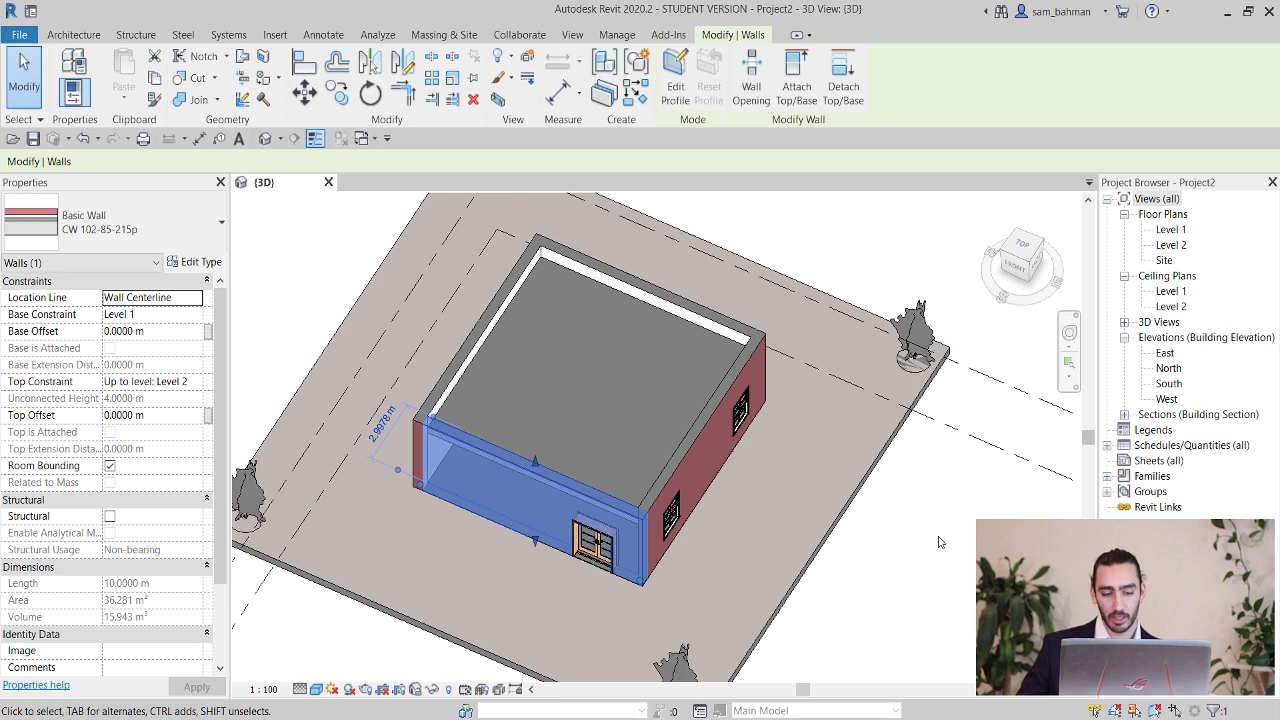 Autodesk Revit 2020.2 - STUDENT VERSION - Project2 - 3D View: {3D}
sam_bahman
File Architecture Structure Steel Systems Insert Annotate Analyze Massing & Site Collaborate View Manage Add-Ins Modify | Walls
Modify
Select
Properties
Paste
Clipboard
Notch
Cut
Join
Geometry
Modify
View
Measure
Create
Edit
Profile
Reset
Profile
Mode
Wall
Opening
Attach
Top/Base
Detach
Top/Base
Modify Wall
Modify | Walls
Properties
Basic Wall
CW 102-85-215p
Walls (1)
Edit Type
Constraints
Location Line Wall Centerline
Base Constraint Level 1
Base Offset 0.0000 m
Base is Attached
Base Extension Dist... 0.0000 m
Top Constraint Up to level: Level 2
Unconnected Height 4.0000 m
Top Offset 0.0000 m
Top is Attached
Top Extension Dista... 0.0000 m
Room Bounding
Related to Mass
Structural
Structural
Enable Analytical M...
Structural Usage Non-bearing
Dimensions
Length 10.0000 m
Area 36.281 m²
Volume 15.943 m³
Identity Data
Image
Comments
Properties help
Apply
{3D}
2.9978 m
TOP
FRONT
1 : 100
Project Browser - Project2
Views (all)
Floor Plans
Level 1
Level 2
Site
Ceiling Plans
Level 1
Level 2
3D Views
Elevations (Building Elevation)
East
North
South
West
Sections (Building Section)
Legends
Schedules/Quantities (all)
Sheets (all)
Families
Groups
Revit Links
Click to select, TAB for alternates, CTRL adds, SHIFT unselects.
:0
Main Model
:1